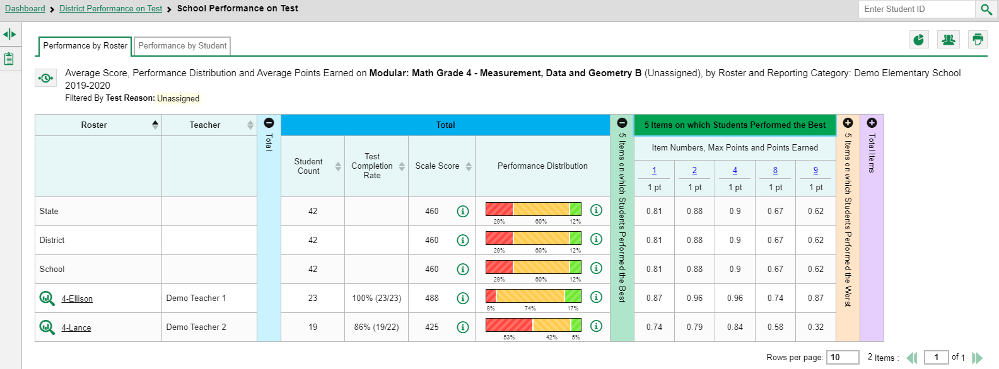 Dashboard > District Performance on Test > School Performance on Test
Enter Student ID
Performance by Roster Performance by Student
Average Score, Performance Distribution and Average Points Earned on Modular: Math Grade 4 - Measurement, Data and Geometry B (Unassigned), by Roster and Reporting Category: Demo Elementary School
2019-2020
Filtered By Test Reason: Unassigned
Roster Teacher Total Total 5 Items on which Students Performed the Best 5 Items on which Students Performed the Best 5 Items on which Students Performed the Worst Total Items
Student Count Test Completion Rate Scale Score Performance Distribution Item Numbers, Max Points and Points Earned
1 2 4 8 9
1 pt 1 pt 1 pt 1 pt 1 pt
State 42 460 29% 60% 12% 0.81 0.88 0.9 0.67 0.62
District 42 460 29% 60% 12% 0.81 0.88 0.9 0.67 0.62
School 42 460 29% 60% 12% 0.81 0.88 0.9 0.67 0.62
4-Ellison Demo Teacher 1 23 100% (23/23) 488 9% 74% 17% 0.87 0.96 0.96 0.74 0.87
4-Lance Demo Teacher 2 19 86% (19/22) 425 53% 42% 5% 0.74 0.79 0.84 0.58 0.32
Rows per page: 10 2 Items : 1 of 1